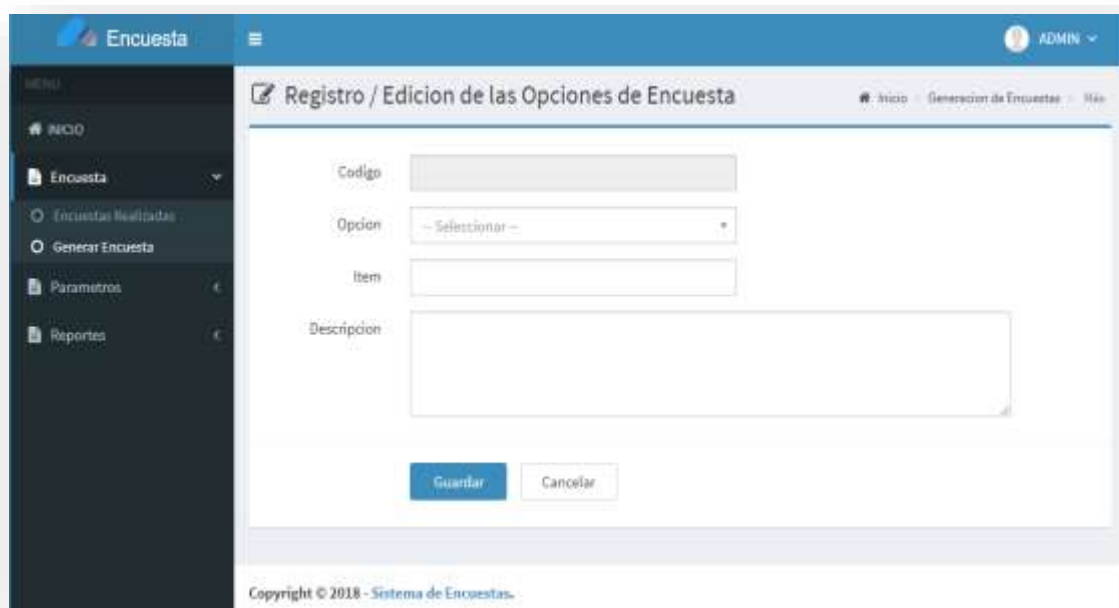 Encuesta
ADMIN
MENU
Registro / Edicion de las Opciones de Encuesta
Inicio
Generacion de Encuestas
INICIO
Encuesta
Encuestas Realizadas
Generar Encuesta
Parametros
Reportes
Codigo
Opcion
-- Seleccionar --
Item
Descripcion
Guardar
Cancelar
Copyright © 2018 - Sistema de Encuestas.